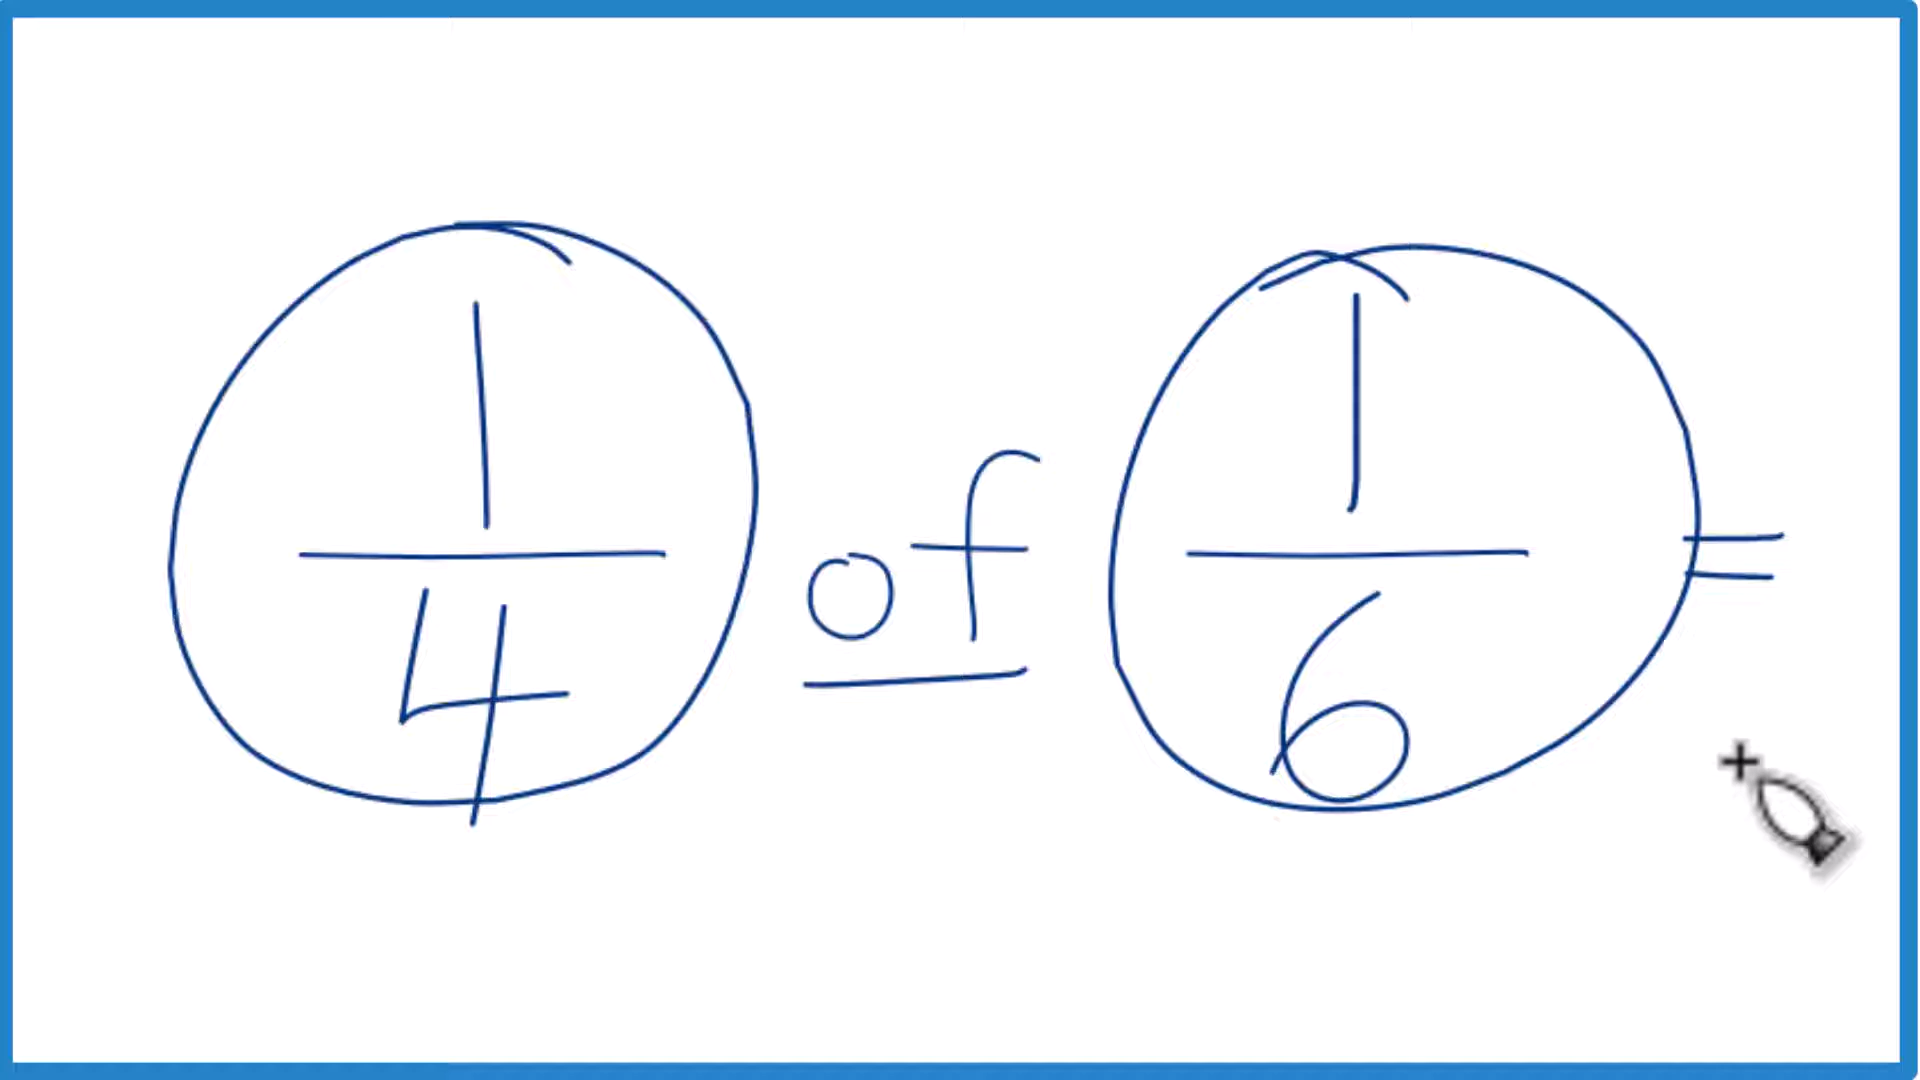 1/4 of 1/6 =